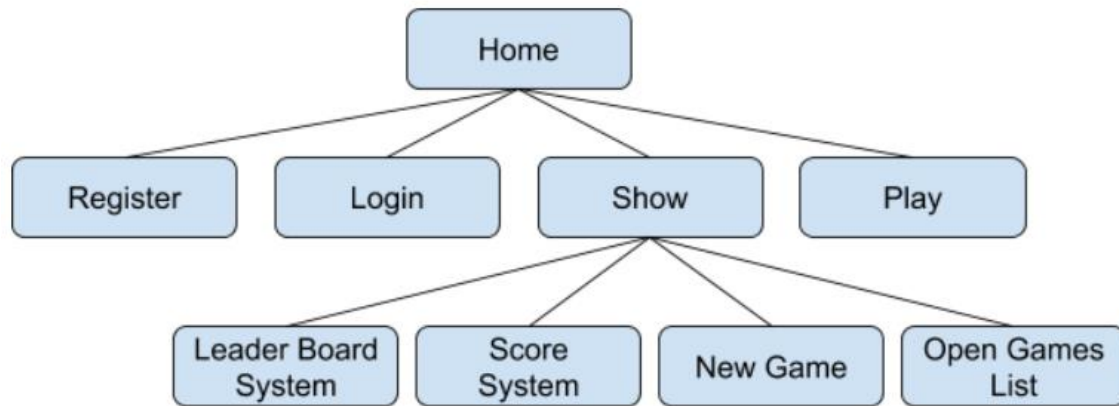 Home
Register
Login
Show
Play
Leader Board
System
Score
System
New Game
Open Games
List